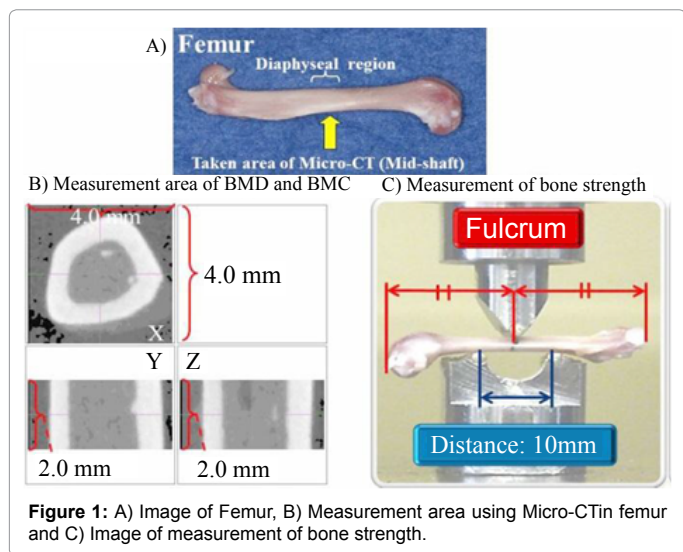 A) Femur
Diaphyseal region
Taken area of Micro-CT (Mid-shaft)
B) Measurement area of BMD and BMC
4.0 mm
4.0 mm
X
Y
Z
2.0 mm
2.0 mm
C) Measurement of bone strength
Fulcrum
Distance: 10mm
Figure 1: A) Image of Femur, B) Measurement area using Micro-CTin femur
and C) Image of measurement of bone strength.